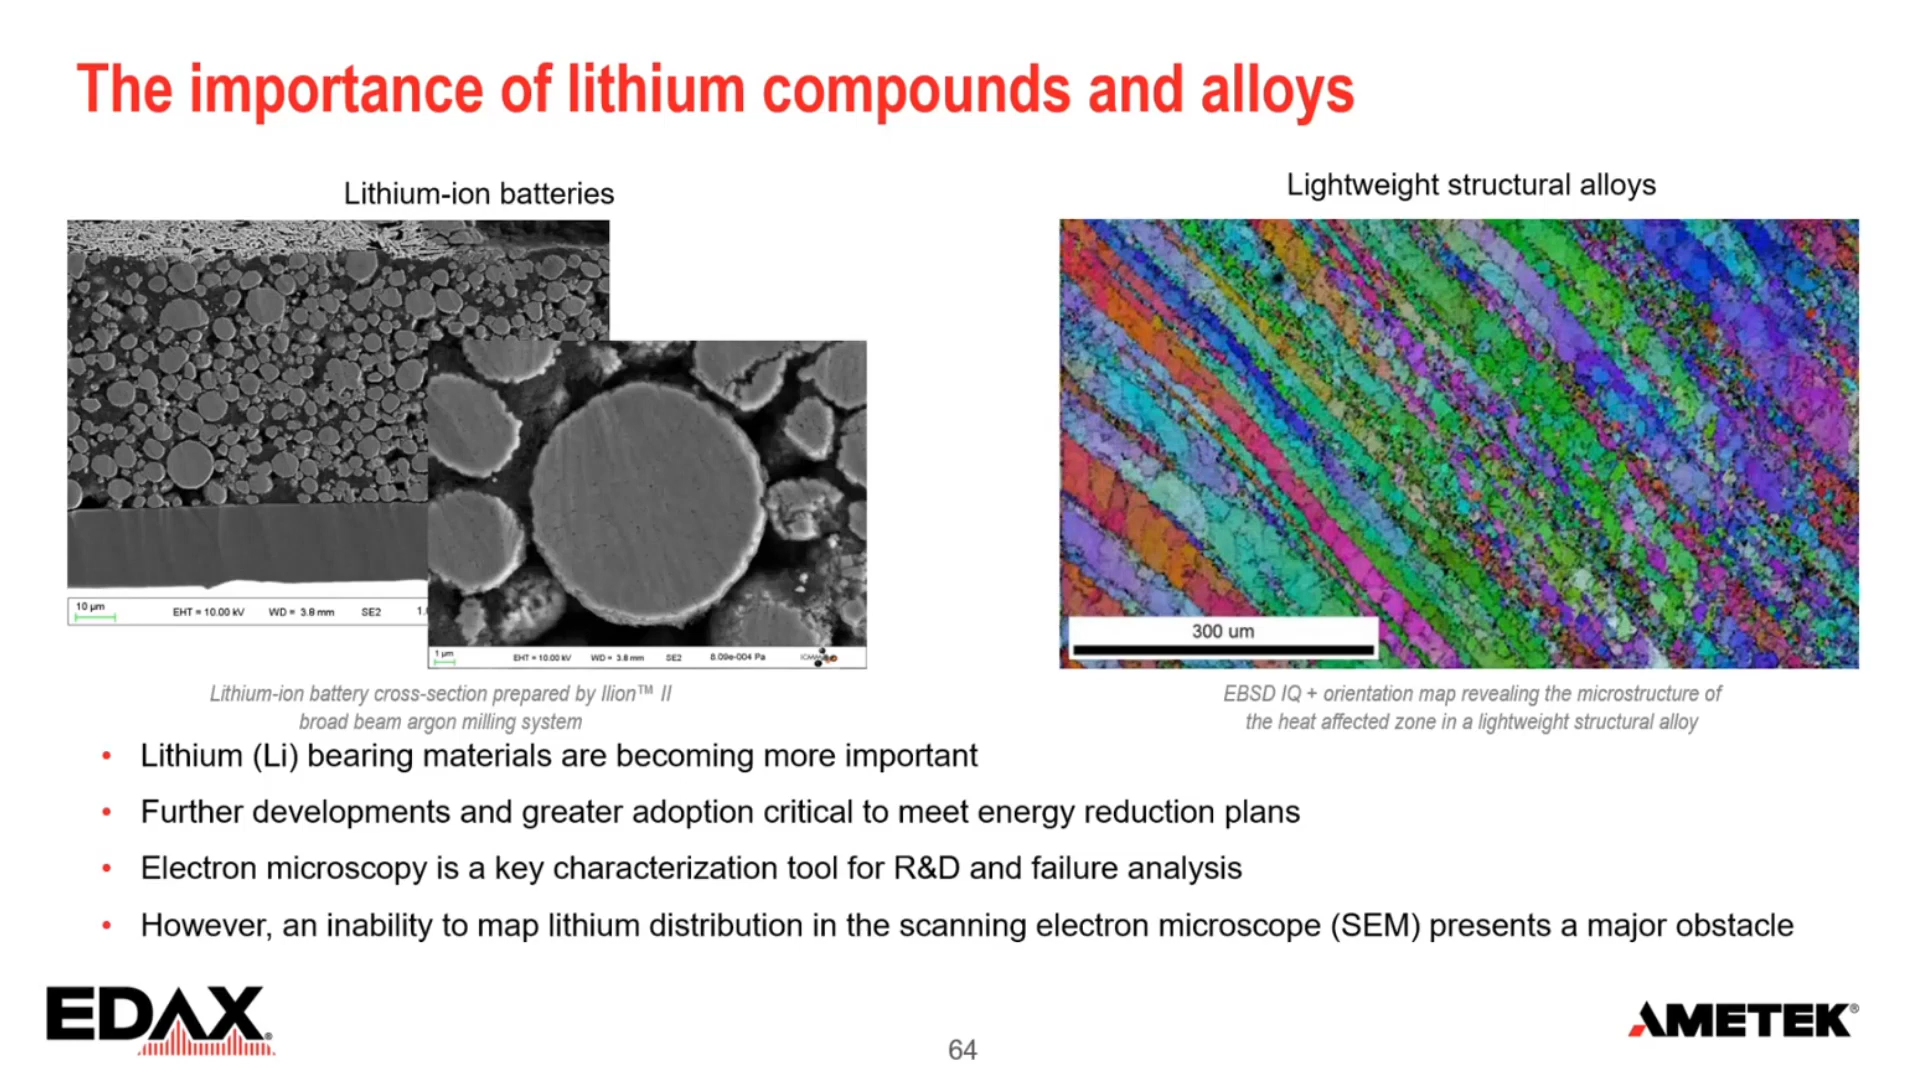 The importance of lithium compounds and alloys
Lithium-ion batteries
Lightweight structural alloys
10 µm
EHT = 10.00 kV WD = 3.8 mm SE2 1.
1 µm
EHT = 10.00 kV WD = 3.8 mm SE2 8.09e-004 Pa
300 um
Lithium-ion battery cross-section prepared by Ilion™ II
broad beam argon milling system
EBSD IQ + orientation map revealing the microstructure of
the heat affected zone in a lightweight structural alloy
• Lithium (Li) bearing materials are becoming more important
• Further developments and greater adoption critical to meet energy reduction plans
• Electron microscopy is a key characterization tool for R&D and failure analysis
• However, an inability to map lithium distribution in the scanning electron microscope (SEM) presents a major obstacle
EDAX®
64
AMETEK®